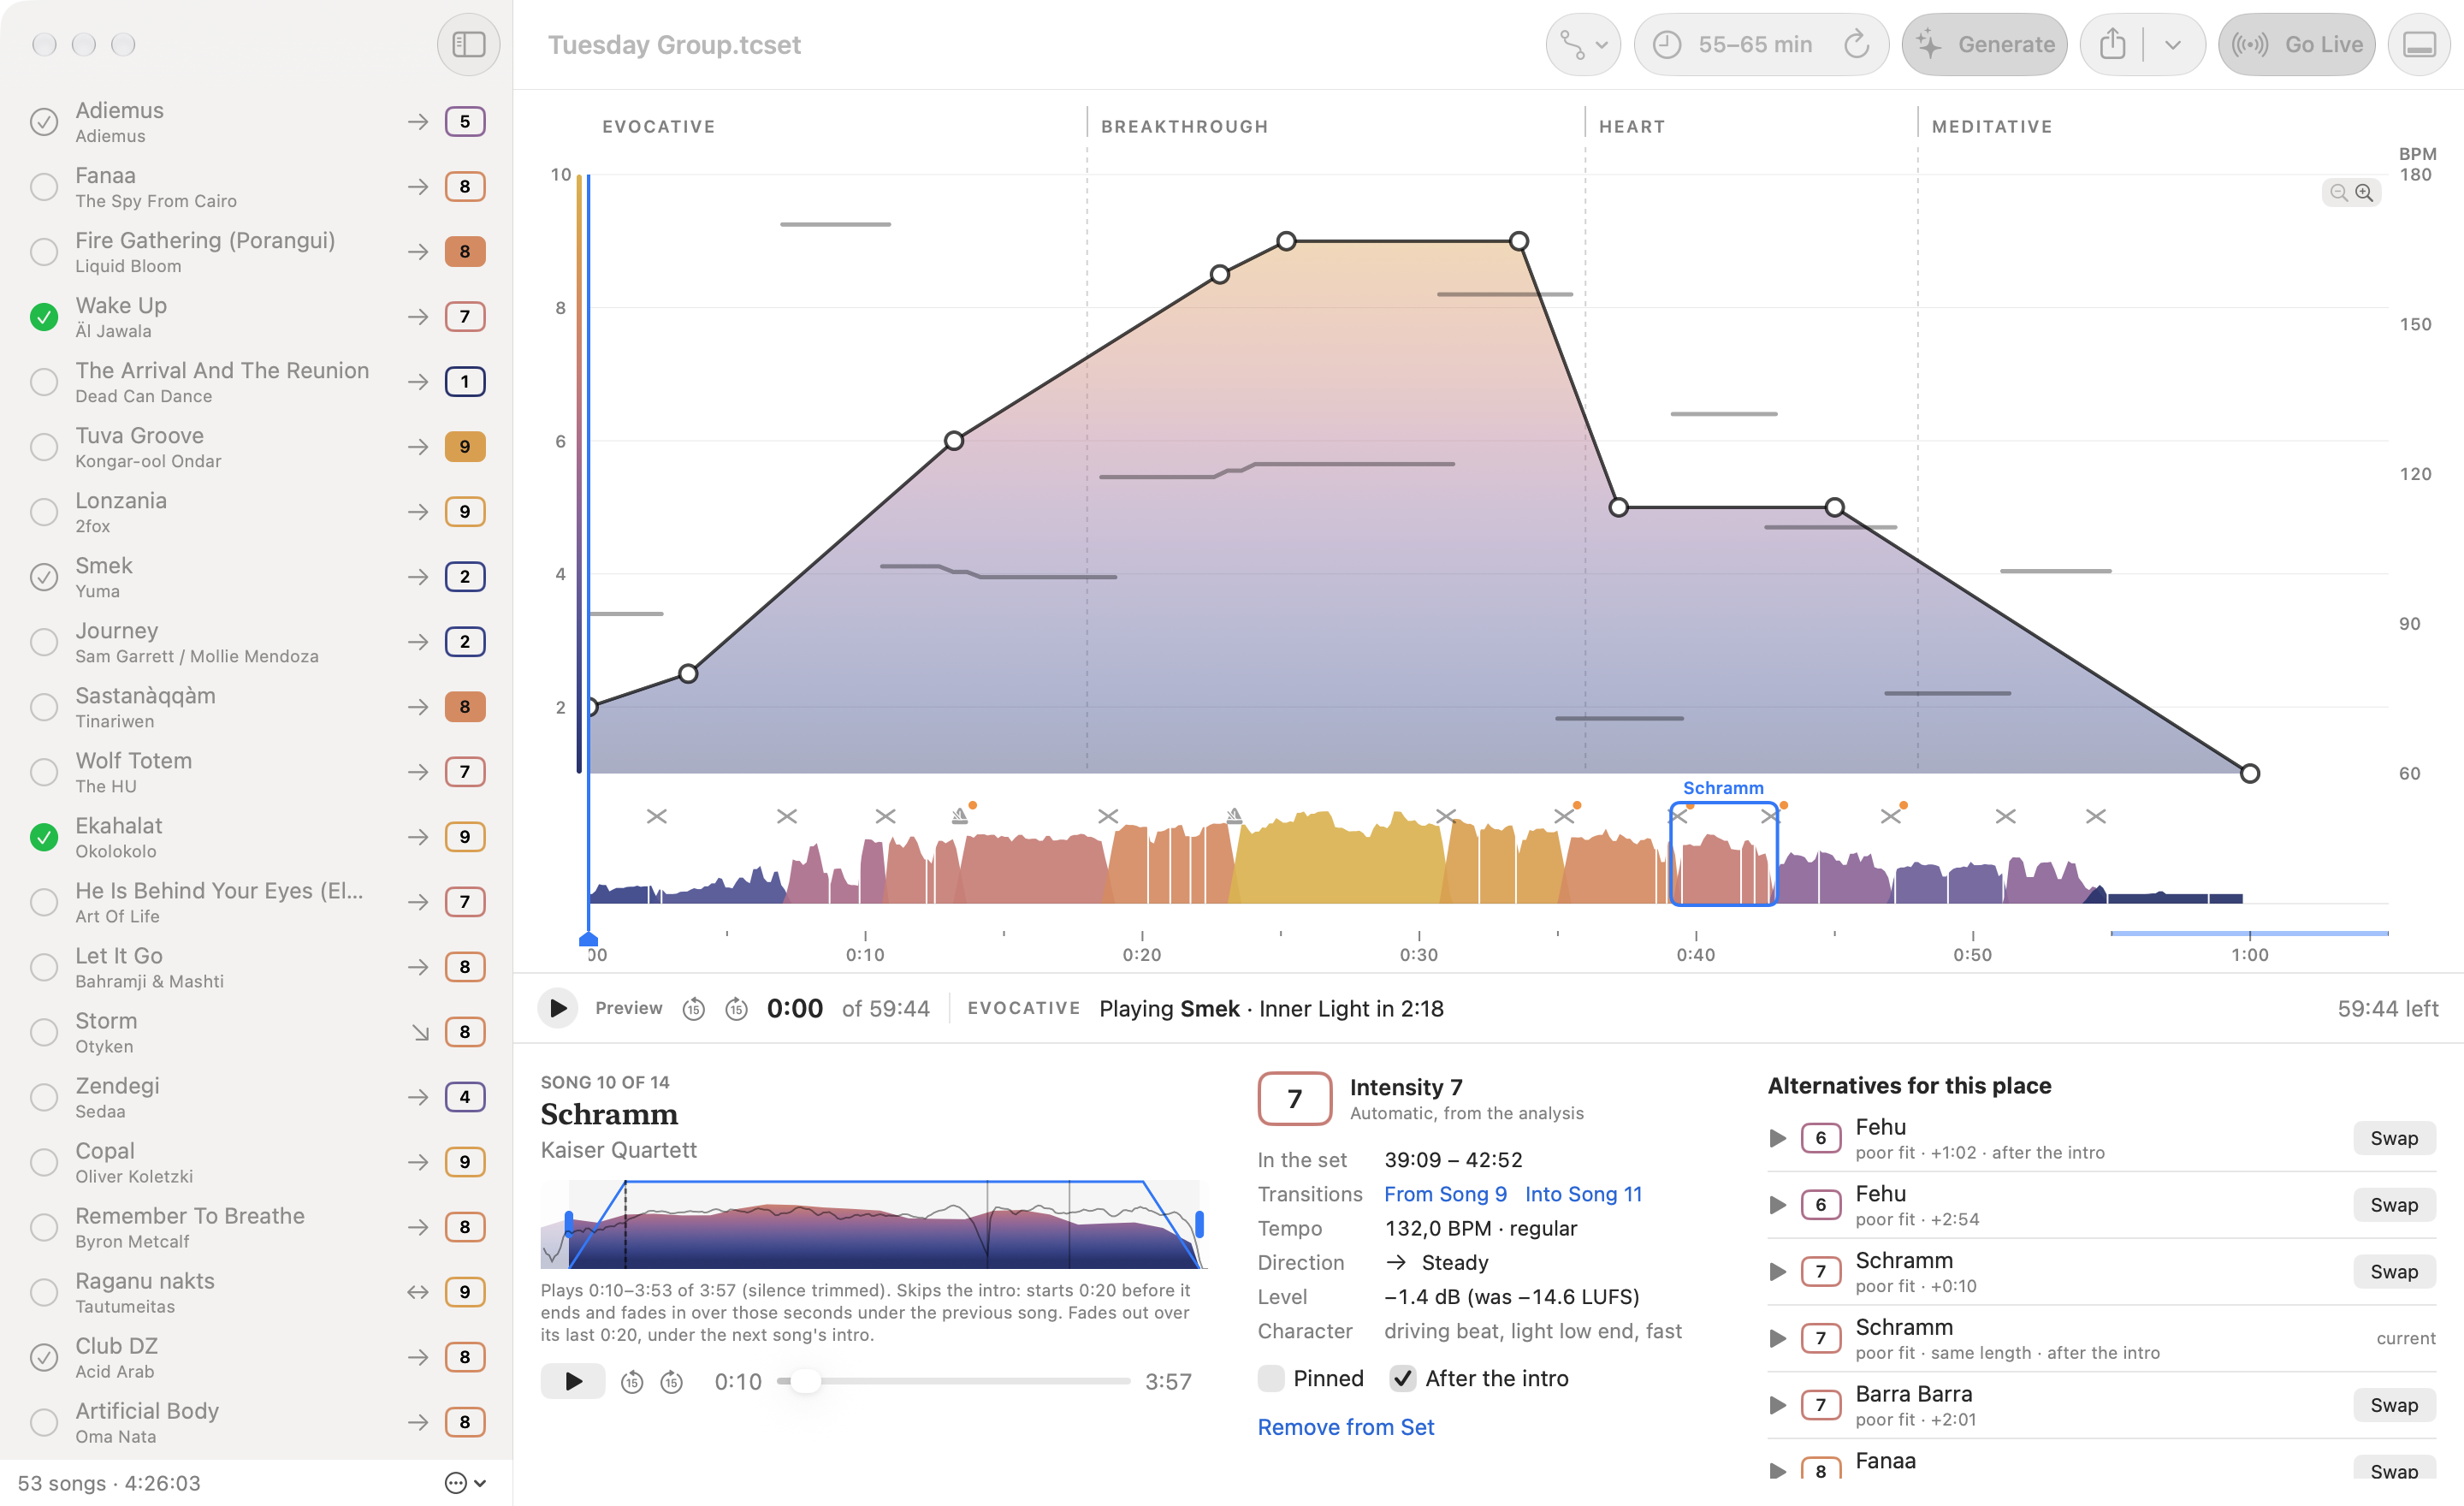 Tuesday Group.tcset
55–65 min
Generate
Go Live
Adiemus
Adiemus
5
Fanaa
The Spy From Cairo
8
Fire Gathering (Porangui)
Liquid Bloom
8
Wake Up
Äl Jawala
7
The Arrival And The Reunion
Dead Can Dance
1
Tuva Groove
Kongar-ool Ondar
9
Lonzania
2fox
9
Smek
Yuma
2
Journey
Sam Garrett / Mollie Mendoza
2
Sastanàqqàm
Tinariwen
8
Wolf Totem
The HU
7
Ekahalat
Okolokolo
9
He Is Behind Your Eyes (El…
Art Of Life
7
Let It Go
Bahramji & Mashti
8
Storm
Otyken
8
Zendegi
Sedaa
4
Copal
Oliver Koletzki
9
Remember To Breathe
Byron Metcalf
8
Raganu nakts
Tautumeitas
9
Club DZ
Acid Arab
8
Artificial Body
Oma Nata
8
53 songs · 4:26:03
EVOCATIVE
BREAKTHROUGH
HEART
MEDITATIVE
BPM
10
8
6
4
2
180
150
120
90
60
Schramm
00
0:10
0:20
0:30
0:40
0:50
1:00
Preview
15
15
0:00 of 59:44
EVOCATIVE
Playing Smek · Inner Light in 2:18
59:44 left
SONG 10 OF 14
Schramm
Kaiser Quartett
Plays 0:10–3:53 of 3:57 (silence trimmed). Skips the intro: starts 0:20 before it
ends and fades in over those seconds under the previous song. Fades out over
its last 0:20, under the next song's intro.
15
15
0:10
3:57
7
Intensity 7
Automatic, from the analysis
In the set 39:09 – 42:52
Transitions From Song 9 Into Song 11
Tempo 132,0 BPM · regular
Direction → Steady
Level −1.4 dB (was −14.6 LUFS)
Character driving beat, light low end, fast
Pinned
After the intro
Remove from Set
Alternatives for this place
6
Fehu
poor fit · +1:02 · after the intro
Swap
6
Fehu
poor fit · +2:54
Swap
7
Schramm
poor fit · +0:10
Swap
7
Schramm
poor fit · same length · after the intro
current
7
Barra Barra
poor fit · +2:01
Swap
8
Fanaa
Swap